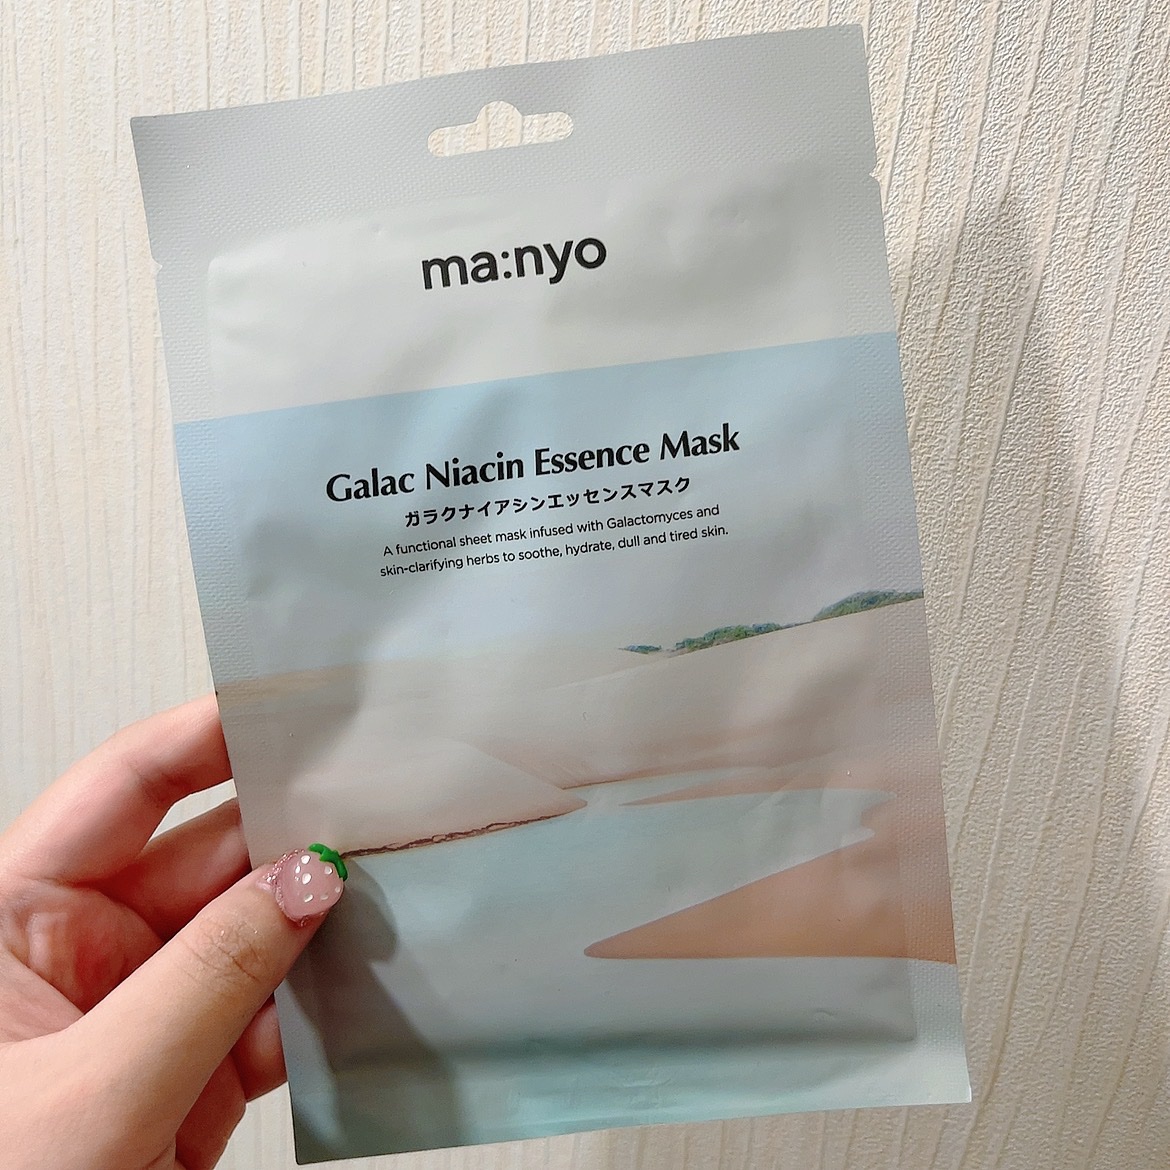 ma:nyo
Galac Niacin Essence Mask
ガラクナイアシンエッセンスマスク
A functional sheet mask infused with Galactomyces and
skin-clarifying herbs to soothe, hydrate, dull and tired skin.